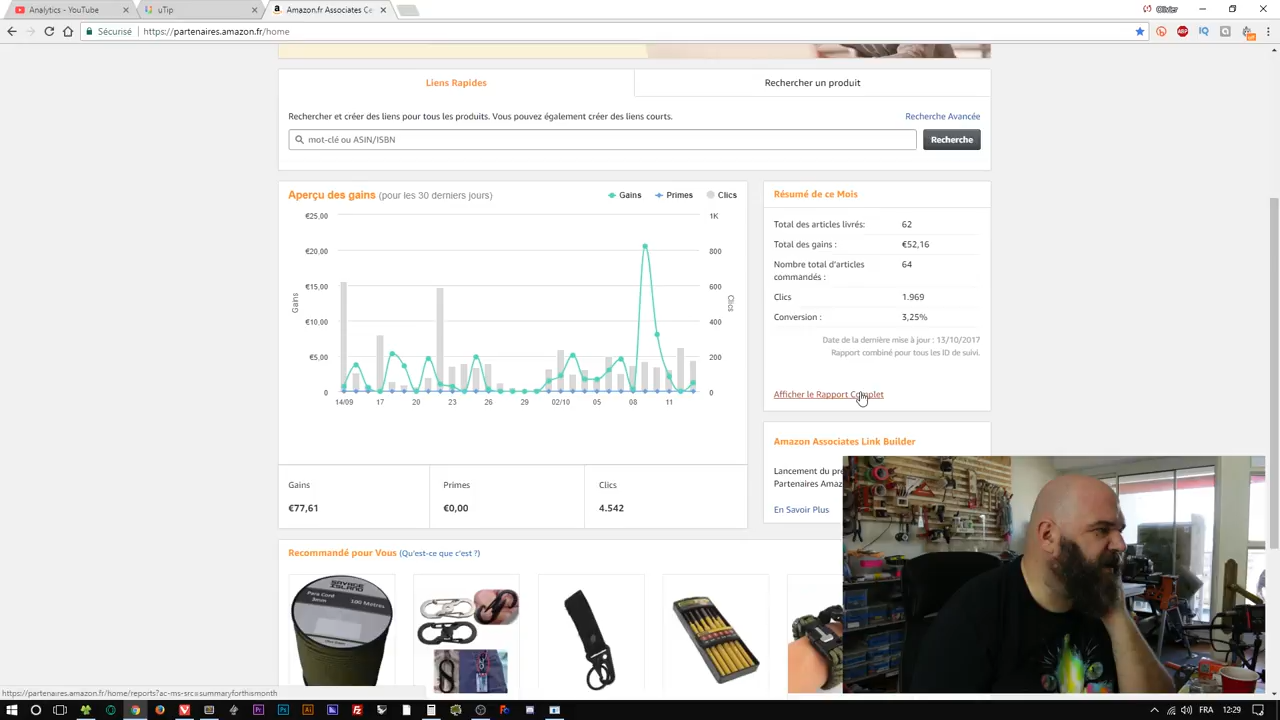 Analytics - YouTube
uTip
Amazon.fr Associates Ce
Olivier
Sécurisé
https://partenaires.amazon.fr/home
Liens Rapides
Rechercher un produit
Rechercher et créer des liens pour tous les produits. Vous pouvez également créer des liens courts.
Recherche Avancée
mot-clé ou ASIN/ISBN
Recherche
Aperçu des gains (pour les 30 derniers jours)
Gains
Primes
Clics
€25,00
€20,00
€15,00
€10,00
€5,00
0
Gains
1K
800
600
400
200
0
Clics
14/09
17
20
23
26
29
02/10
05
08
11
Gains
€77,61
Primes
€0,00
Clics
4.542
Résumé de ce Mois
Total des articles livrés: 62
Total des gains : €52,16
Nombre total d'articles 64
commandés :
Clics 1.969
Conversion : 3,25%
Date de la dernière mise à jour : 13/10/2017
Rapport combiné pour tous les ID de suivi.
Afficher le Rapport Complet
Amazon Associates Link Builder
Lancement du pr
Partenaires Amaz
En Savoir Plus
Recommandé pour Vous (Qu'est-ce que c'est ?)
SAVAGE
ISLAND
Para Cord
3mm
100 Metres
https://partenaires.amazon.fr/home/reports?ac-ms-src=summaryforthismonth
FRA
12:29